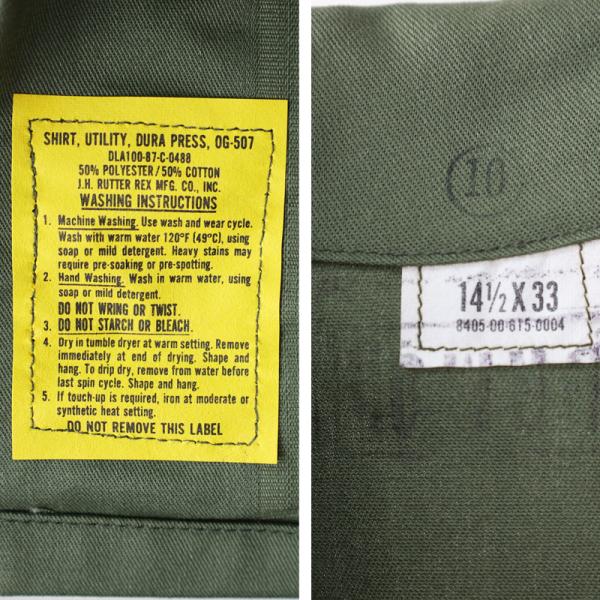 SHIRT, UTILITY, DURA PRESS, OG-507
DLA100-87-C-0488
50% POLYESTER/50% COTTON
J.H. RUTTER REX MFG. CO., INC.
WASHING INSTRUCTIONS
1. Machine Washing. Use wash and wear cycle.
Wash with warm water 120°F (49°C), using
soap or mild detergent. Heavy stains may
require pre-soaking or pre-spotting.
2. Hand Washing. Wash in warm water, using
soap or mild detergent.
DO NOT WRING OR TWIST.
3. DO NOT STARCH OR BLEACH.
4. Dry in tumble dryer at warm setting. Remove
immediately at end of drying. Shape and
hang. To drip dry, remove from water before
last spin cycle. Shape and hang.
5. If touch-up is required, iron at moderate or
synthetic heat setting.
DO NOT REMOVE THIS LABEL
(10
14½ X 33
8405-00-615-0004